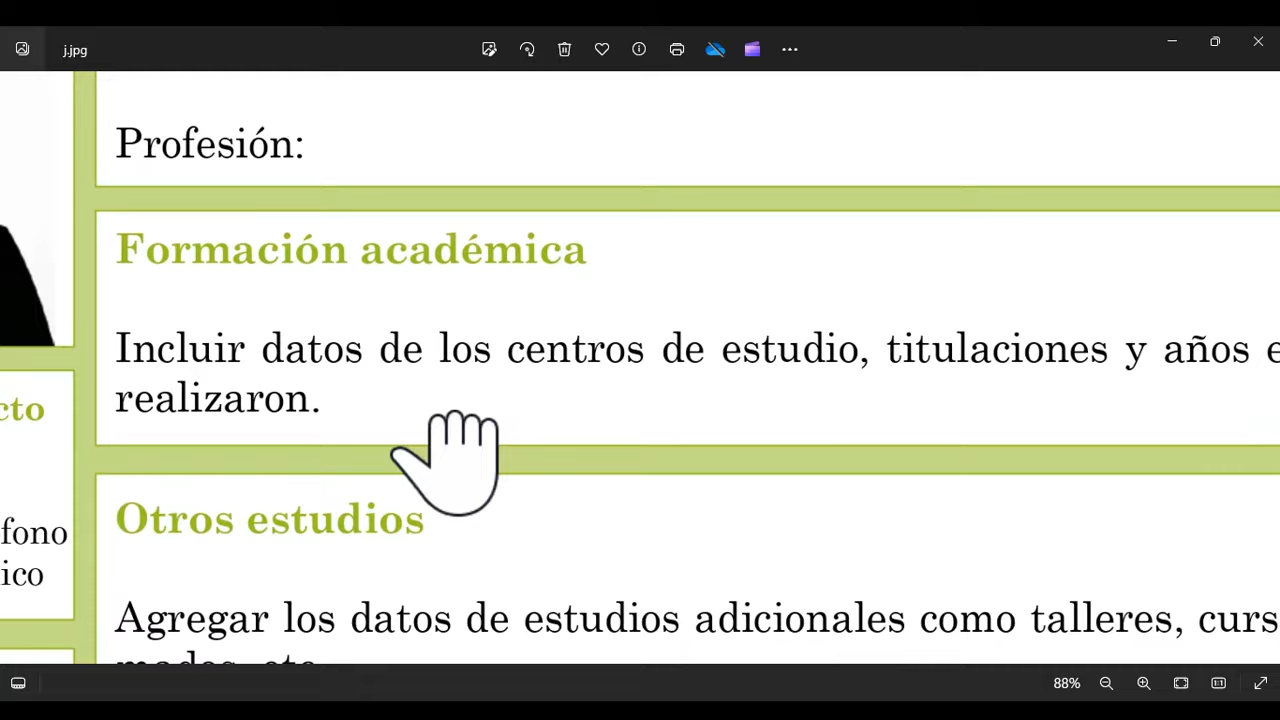 j.jpg
Profesión:
Formación académica
Incluir datos de los centros de estudio, titulaciones y años
realizaron.
cto
fono
ico
Otros estudios
Agregar los datos de estudios adicionales como talleres, curs
etc
88%